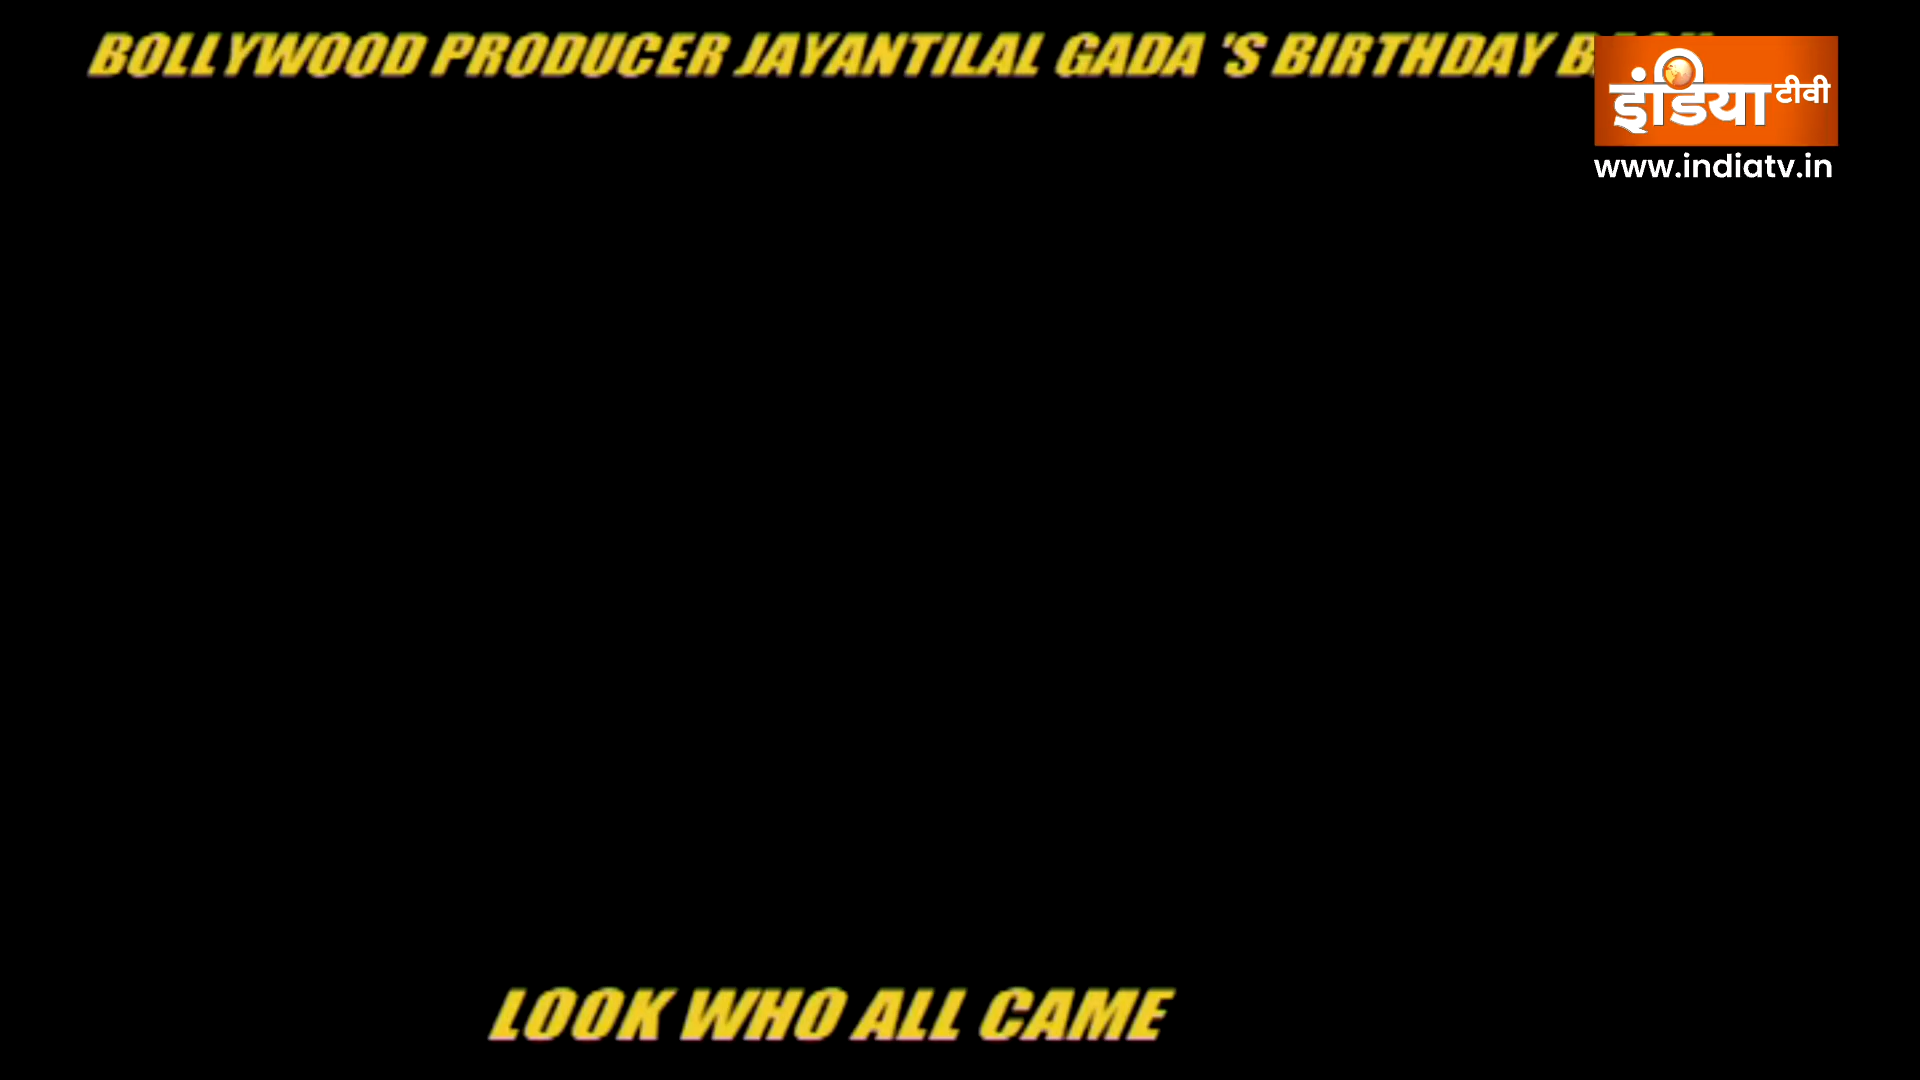 BOLLYWOOD PRODUCER JAYANTILAL GADA 'S BIRTHDAY
इंडिया टीवी
www.indiatv.in
LOOK WHO ALL CAME